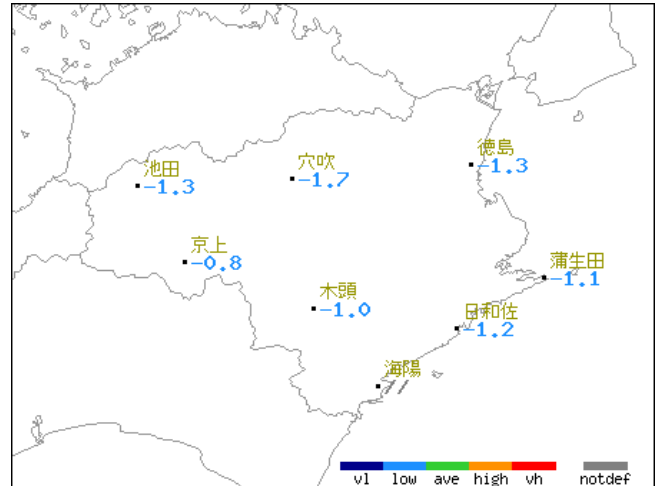 徳島
-1.3
穴吹
-1.7
池田
-1.3
京上
-0.8
蒲生田
-1.1
木頭
-1.0
日和佐
-1.2
海陽
vl low ave high vh notdef